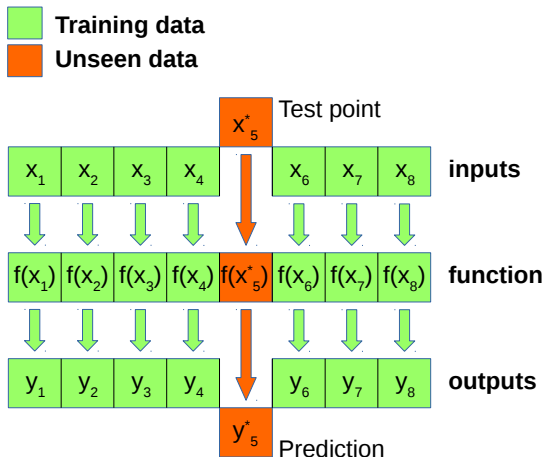 Training data
Unseen data
x*5 Test point
x1 x2 x3 x4 x6 x7 x8 inputs
f(x1) f(x2) f(x3) f(x4) f(x*5) f(x6) f(x7) f(x8) function
y1 y2 y3 y4 y6 y7 y8 outputs
y*5 Prediction